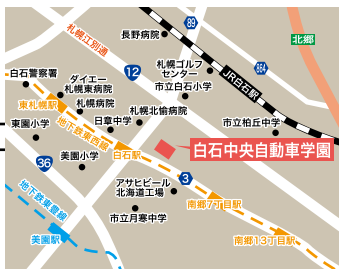 札幌江別通
長野病院
89
北郷
札幌ゴルフ
センター
JR白石駅
864
12
白石警察署
ダイエー
札幌東病院
市立白石小学
東札幌駅
札幌病院
札幌北愉病院
地下鉄東西線
日章中学
市立柏丘中学
東園小学
白石駅
白石中央自動車学園
36
美園小学
アサヒビール
北海道工場
3
地下鉄東豊線
市立月寒中学
南郷7丁目駅
美園駅
南郷13丁目駅